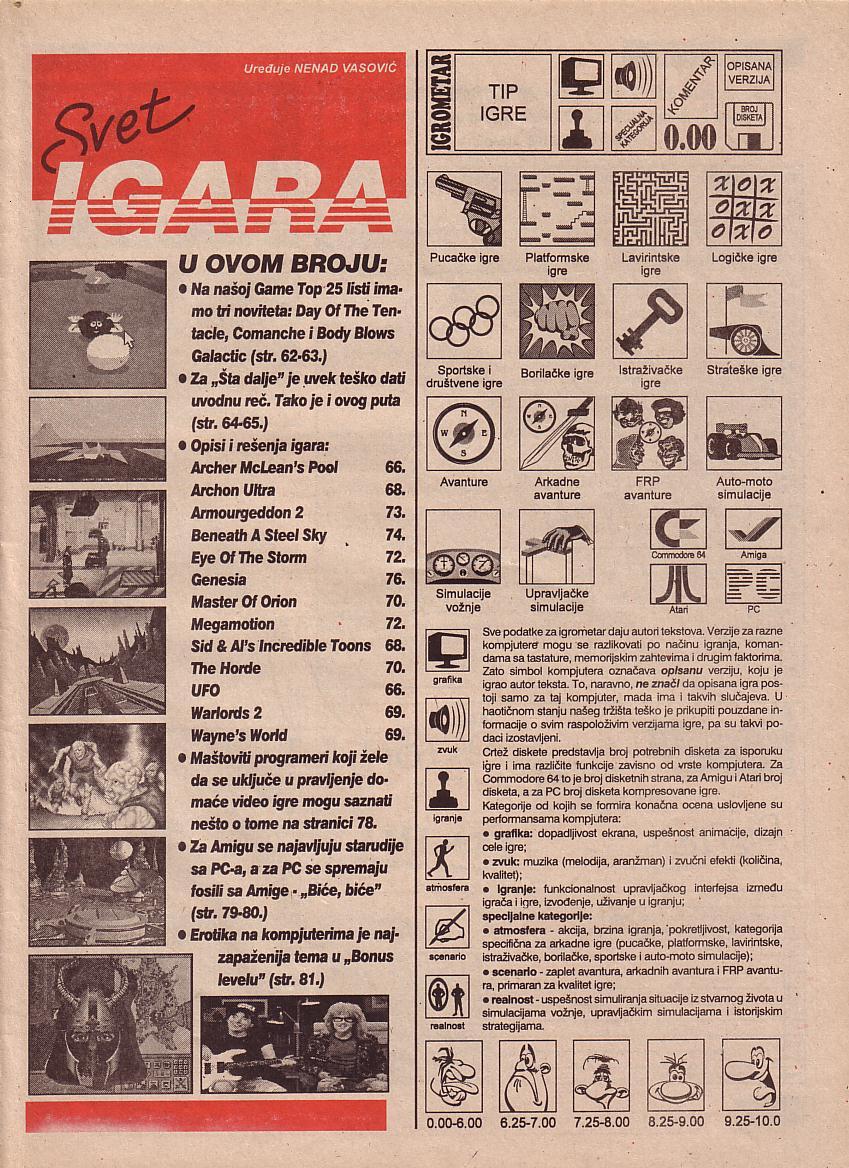 Uređuje NENAD VASOVIĆ
Svet
IGARA
U OVOM BROJU:
● Na našoj Game Top 25 listi ima-
mo tri noviteta: Day Of The Ten-
tacle, Comanche i Body Blows
Galactic (str. 62-63.)
● Za „Šta dalje” je uvek teško dati
uvodnu reč. Tako je i ovog puta
(str. 64-65.)
● Opisi i rešenja igara:
Archer McLean's Pool 66.
Archon Ultra 68.
Armourgeddon 2 73.
Beneath A Steel Sky 74.
Eye Of The Storm 72.
Genesia 76.
Master Of Orion 70.
Megamotion 72.
Sid & Al's Incredible Toons 68.
The Horde 70.
UFO 66.
Warlords 2 69.
Wayne's World 69.
● Maštoviti programeri koji žele
da se uključe u pravljenje do-
maće video igre mogu saznati
nešto o tome na stranici 78.
● Za Amigu se najavljuju starudije
sa PC-a, a za PC se spremaju
fosili sa Amige - „Biće, biće”
(str. 79-80.)
● Erotika na kompjuterima je naj-
zapaženija tema u „Bonus
levelu” (str. 81.)
IGROMETAR
TIP
IGRE
SPECIJALNA
KATEGORIJA
KOMENTAR
0.00
OPISANA
VERZIJA
BROJ
DISKETA
Pucačke igre
Platformske
igre
Lavirintske
igre
X O X
O X X
X X O
Logičke igre
Sportske i
društvene igre
Borilačke igre
Istraživačke
igre
Strateške igre
N
W E
S
Avanture
Arkadne
avanture
FRP
avanture
Auto-moto
simulacije
Simulacije
vožnje
Upravljačke
simulacije
Commodore 64
Amiga
Atari
PC
PC
grafika
zvuk
igranje
atmosfera
scenario
realnost
Sve podatke za igrometar daju autori tekstova. Verzije za razne
kompjutere mogu se razlikovati po načinu igranja, koman-
dama sa tastature, memorijskim zahtevima i drugim faktorima.
Zato simbol kompjutera označava opisanu verziju, koju je
igrao autor teksta. To, naravno, ne znači da opisana igra pos-
toji samo za taj kompjuter, mada ima i takvih slučajeva. U
haotičnom stanju našeg tržišta teško je prikupiti pouzdane in-
formacije o svim raspoloživim verzijama igre, pa su takvi po-
daci izostavljeni.
Crtež diskete predstavlja broj potrebnih disketa za isporuku
igre i ima različite funkcije zavisno od vrste kompjutera. Za
Commodore 64 to je broj disketnih strana, za Amigu i Atari broj
disketa, a za PC broj disketa kompresovane igre.
Kategorije od kojih se formira konačna ocena uslovljene su
performansama kompjutera:
● grafika: dopadljivost ekrana, uspešnost animacije, dizajn
cele igre;
● zvuk: muzika (melodija, aranžman) i zvučni efekti (količina,
kvalitet);
● igranje: funkcionalnost upravljačkog interfejsa između
igrača i igre, izvođenje, uživanje u igranju;
specijalne kategorije:
● atmosfera - akcija, brzina igranja, pokretljivost, kategorija
specifična za arkadne igre (pucačke, platformske, lavirintske,
istraživačke, borilačke, sportske i auto-moto simulacije);
● scenario - zaplet avantura, arkadnih avantura i FRP avantu-
ra, primaran za kvalitet igre;
● realnost - uspešnost simuliranja situacije iz stvarnog života u
simulacijama vožnje, upravljačkim simulacijama i istorijskim
strategijama.
0.00-6.00 6.25-7.00 7.25-8.00 8.25-9.00 9.25-10.0